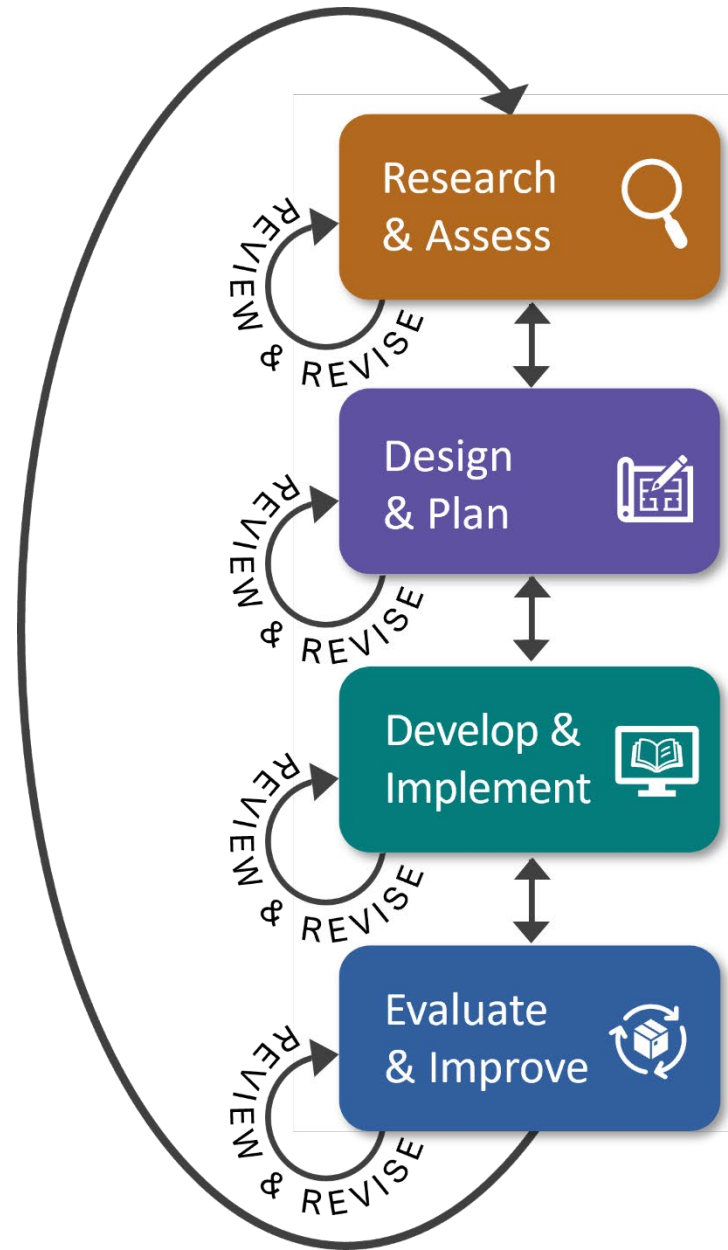 Research
& Assess
REVIEW & REVISE
Design
& Plan
REVIEW & REVISE
Develop &
Implement
REVIEW & REVISE
Evaluate
& Improve
REVIEW & REVISE